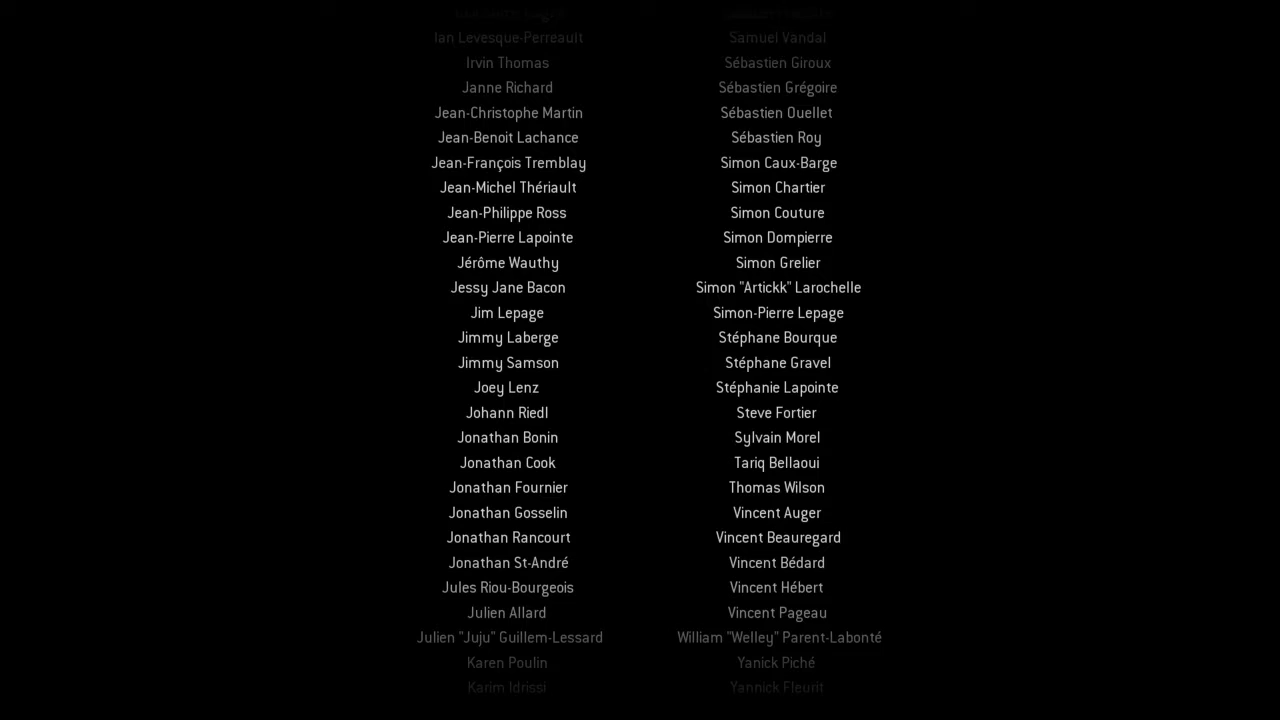 Ian Levesque-Perreault
Irvin Thomas
Janne Richard
Jean-Christophe Martin
Jean-Benoit Lachance
Jean-François Tremblay
Jean-Michel Thériault
Jean-Philippe Ross
Jean-Pierre Lapointe
Jérôme Wauthy
Jessy Jane Bacon
Jim Lepage
Jimmy Laberge
Jimmy Samson
Joey Lenz
Johann Riedl
Jonathan Bonin
Jonathan Cook
Jonathan Fournier
Jonathan Gosselin
Jonathan Rancourt
Jonathan St-André
Jules Riou-Bourgeois
Julien Allard
Julien "Juju" Guillem-Lessard
Karen Poulin
Karim Idrissi
Samuel Vandal
Sébastien Giroux
Sébastien Grégoire
Sébastien Ouellet
Sébastien Roy
Simon Caux-Barge
Simon Chartier
Simon Couture
Simon Dompierre
Simon Grelier
Simon "Artickk" Larochelle
Simon-Pierre Lepage
Stéphane Bourque
Stéphane Gravel
Stéphanie Lapointe
Steve Fortier
Sylvain Morel
Tariq Bellaoui
Thomas Wilson
Vincent Auger
Vincent Beauregard
Vincent Bédard
Vincent Hébert
Vincent Pageau
William "Welley" Parent-Labonté
Yanick Piché
Yannick Fleurit